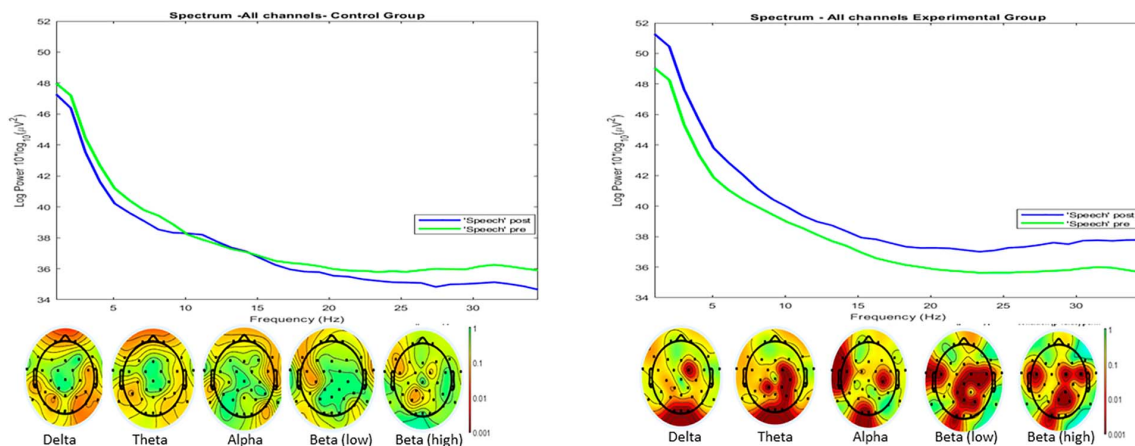 Spectrum -All channels- Control Group
52
50
48
46
44
42
40
38
36
34
Log Power 10*log10(μV2)
'Speech' post
'Speech' pre
5
10
15
20
25
30
Frequency (Hz)
1
0.1
0.01
0.001
Delta
Theta
Alpha
Beta (low)
Beta (high)
Spectrum - All channels Experimental Group
52
50
48
46
44
42
40
38
36
34
Log Power 10*log10(μV2)
'Speech' post
'Speech' pre
5
10
15
20
25
30
Frequency (Hz)
1
0.1
0.01
0.001
Delta
Theta
Alpha
Beta (low)
Beta (high)